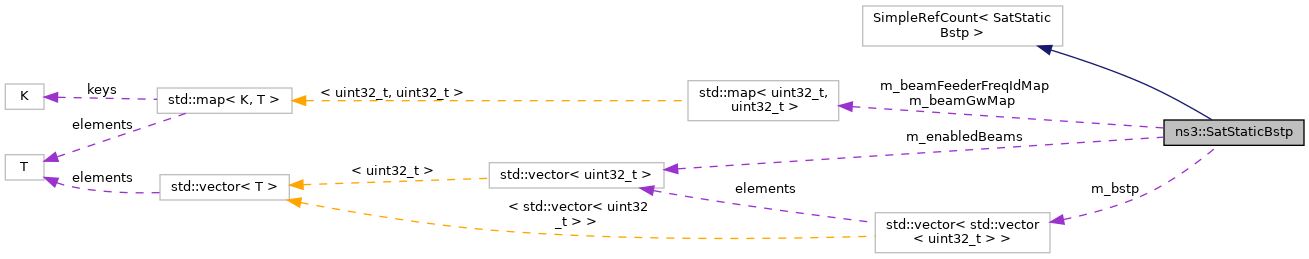 SimpleRefCount< SatStatic
Bstp >
K
keys
std::map< K, T >
< uint32_t, uint32_t >
std::map< uint32_t,
uint32_t >
m_beamFeederFreqIdMap
m_beamGwMap
ns3::SatStaticBstp
elements
m_enabledBeams
T
elements
std::vector< T >
< uint32_t >
std::vector< uint32_t >
elements
m_bstp
< std::vector< uint32
_t > >
std::vector< std::vector
< uint32_t > >